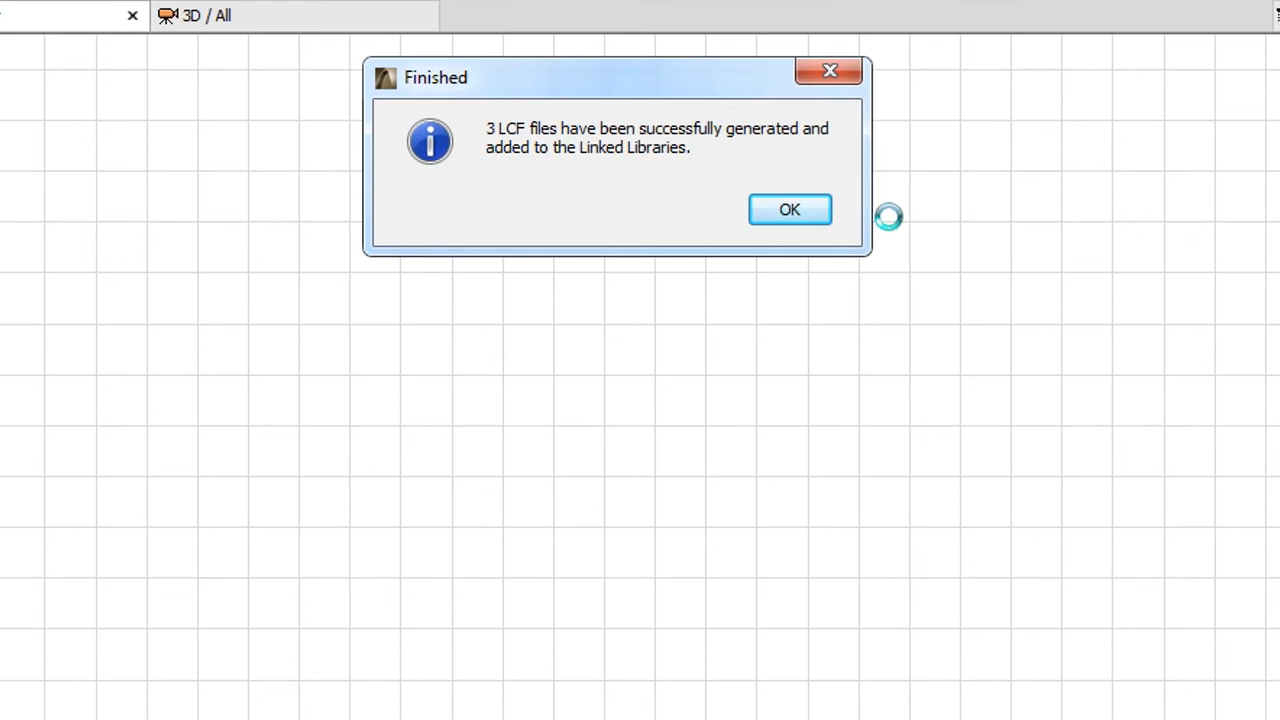 3D / All
Finished
3 LCF files have been successfully generated and
added to the Linked Libraries.
OK